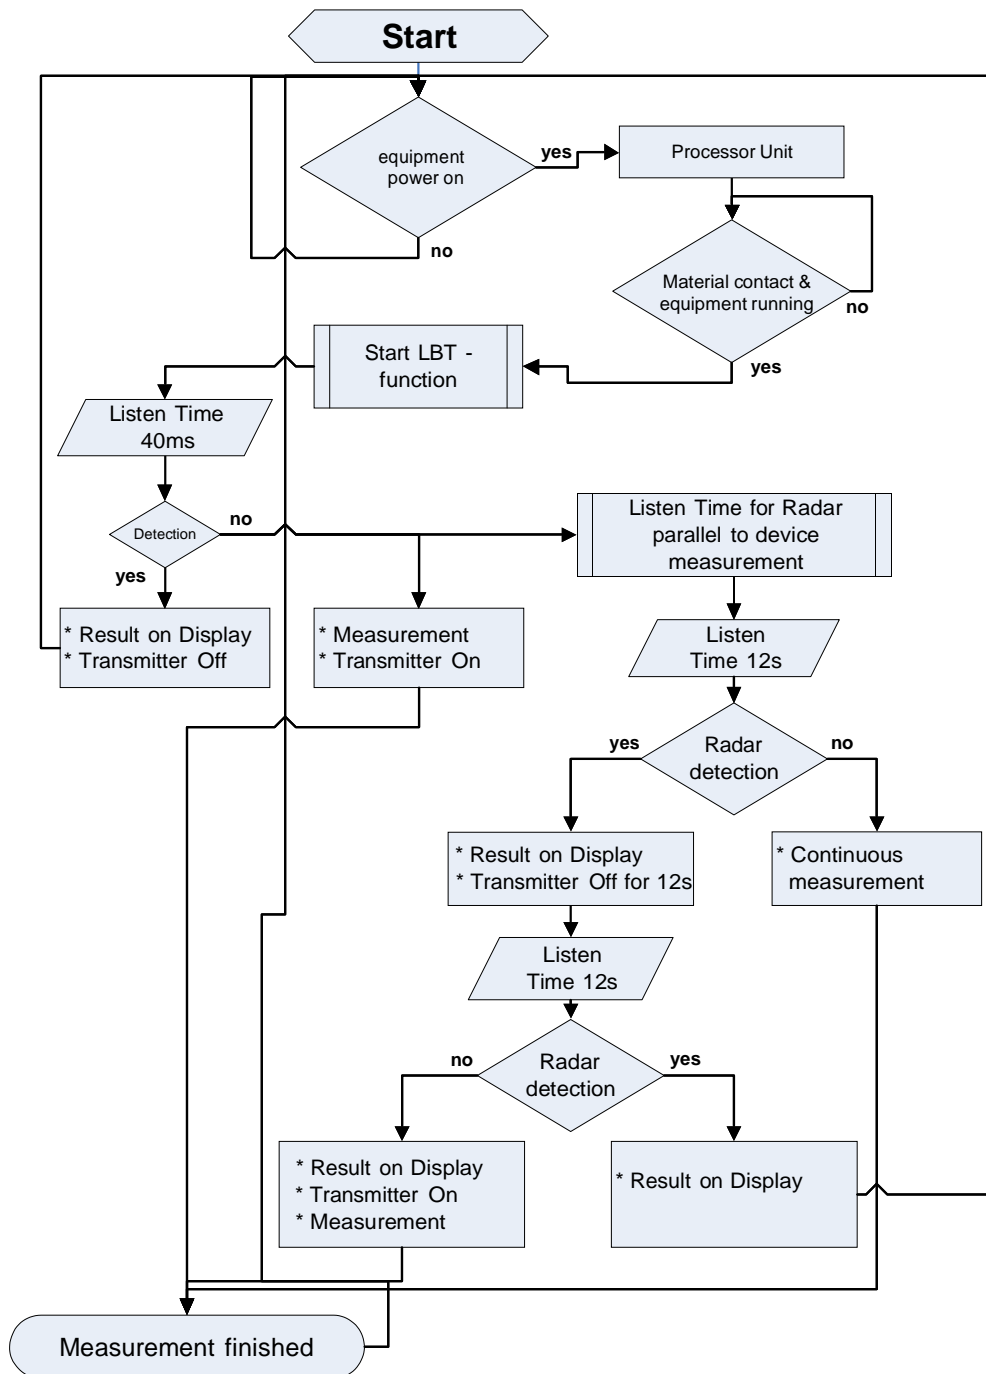 Start
equipment
power on
yes
Processor Unit
no
Material contact &
equipment running
no
yes
Start LBT -
function
Listen Time
40ms
Detection
no
yes
Listen Time for Radar
parallel to device
measurement
* Result on Display
* Transmitter Off
* Measurement
* Transmitter On
Listen
Time 12s
yes
Radar
detection
no
* Result on Display
* Transmitter Off for 12s
* Continuous
measurement
Listen
Time 12s
no
Radar
detection
yes
* Result on Display
* Transmitter On
* Measurement
* Result on Display
Measurement finished